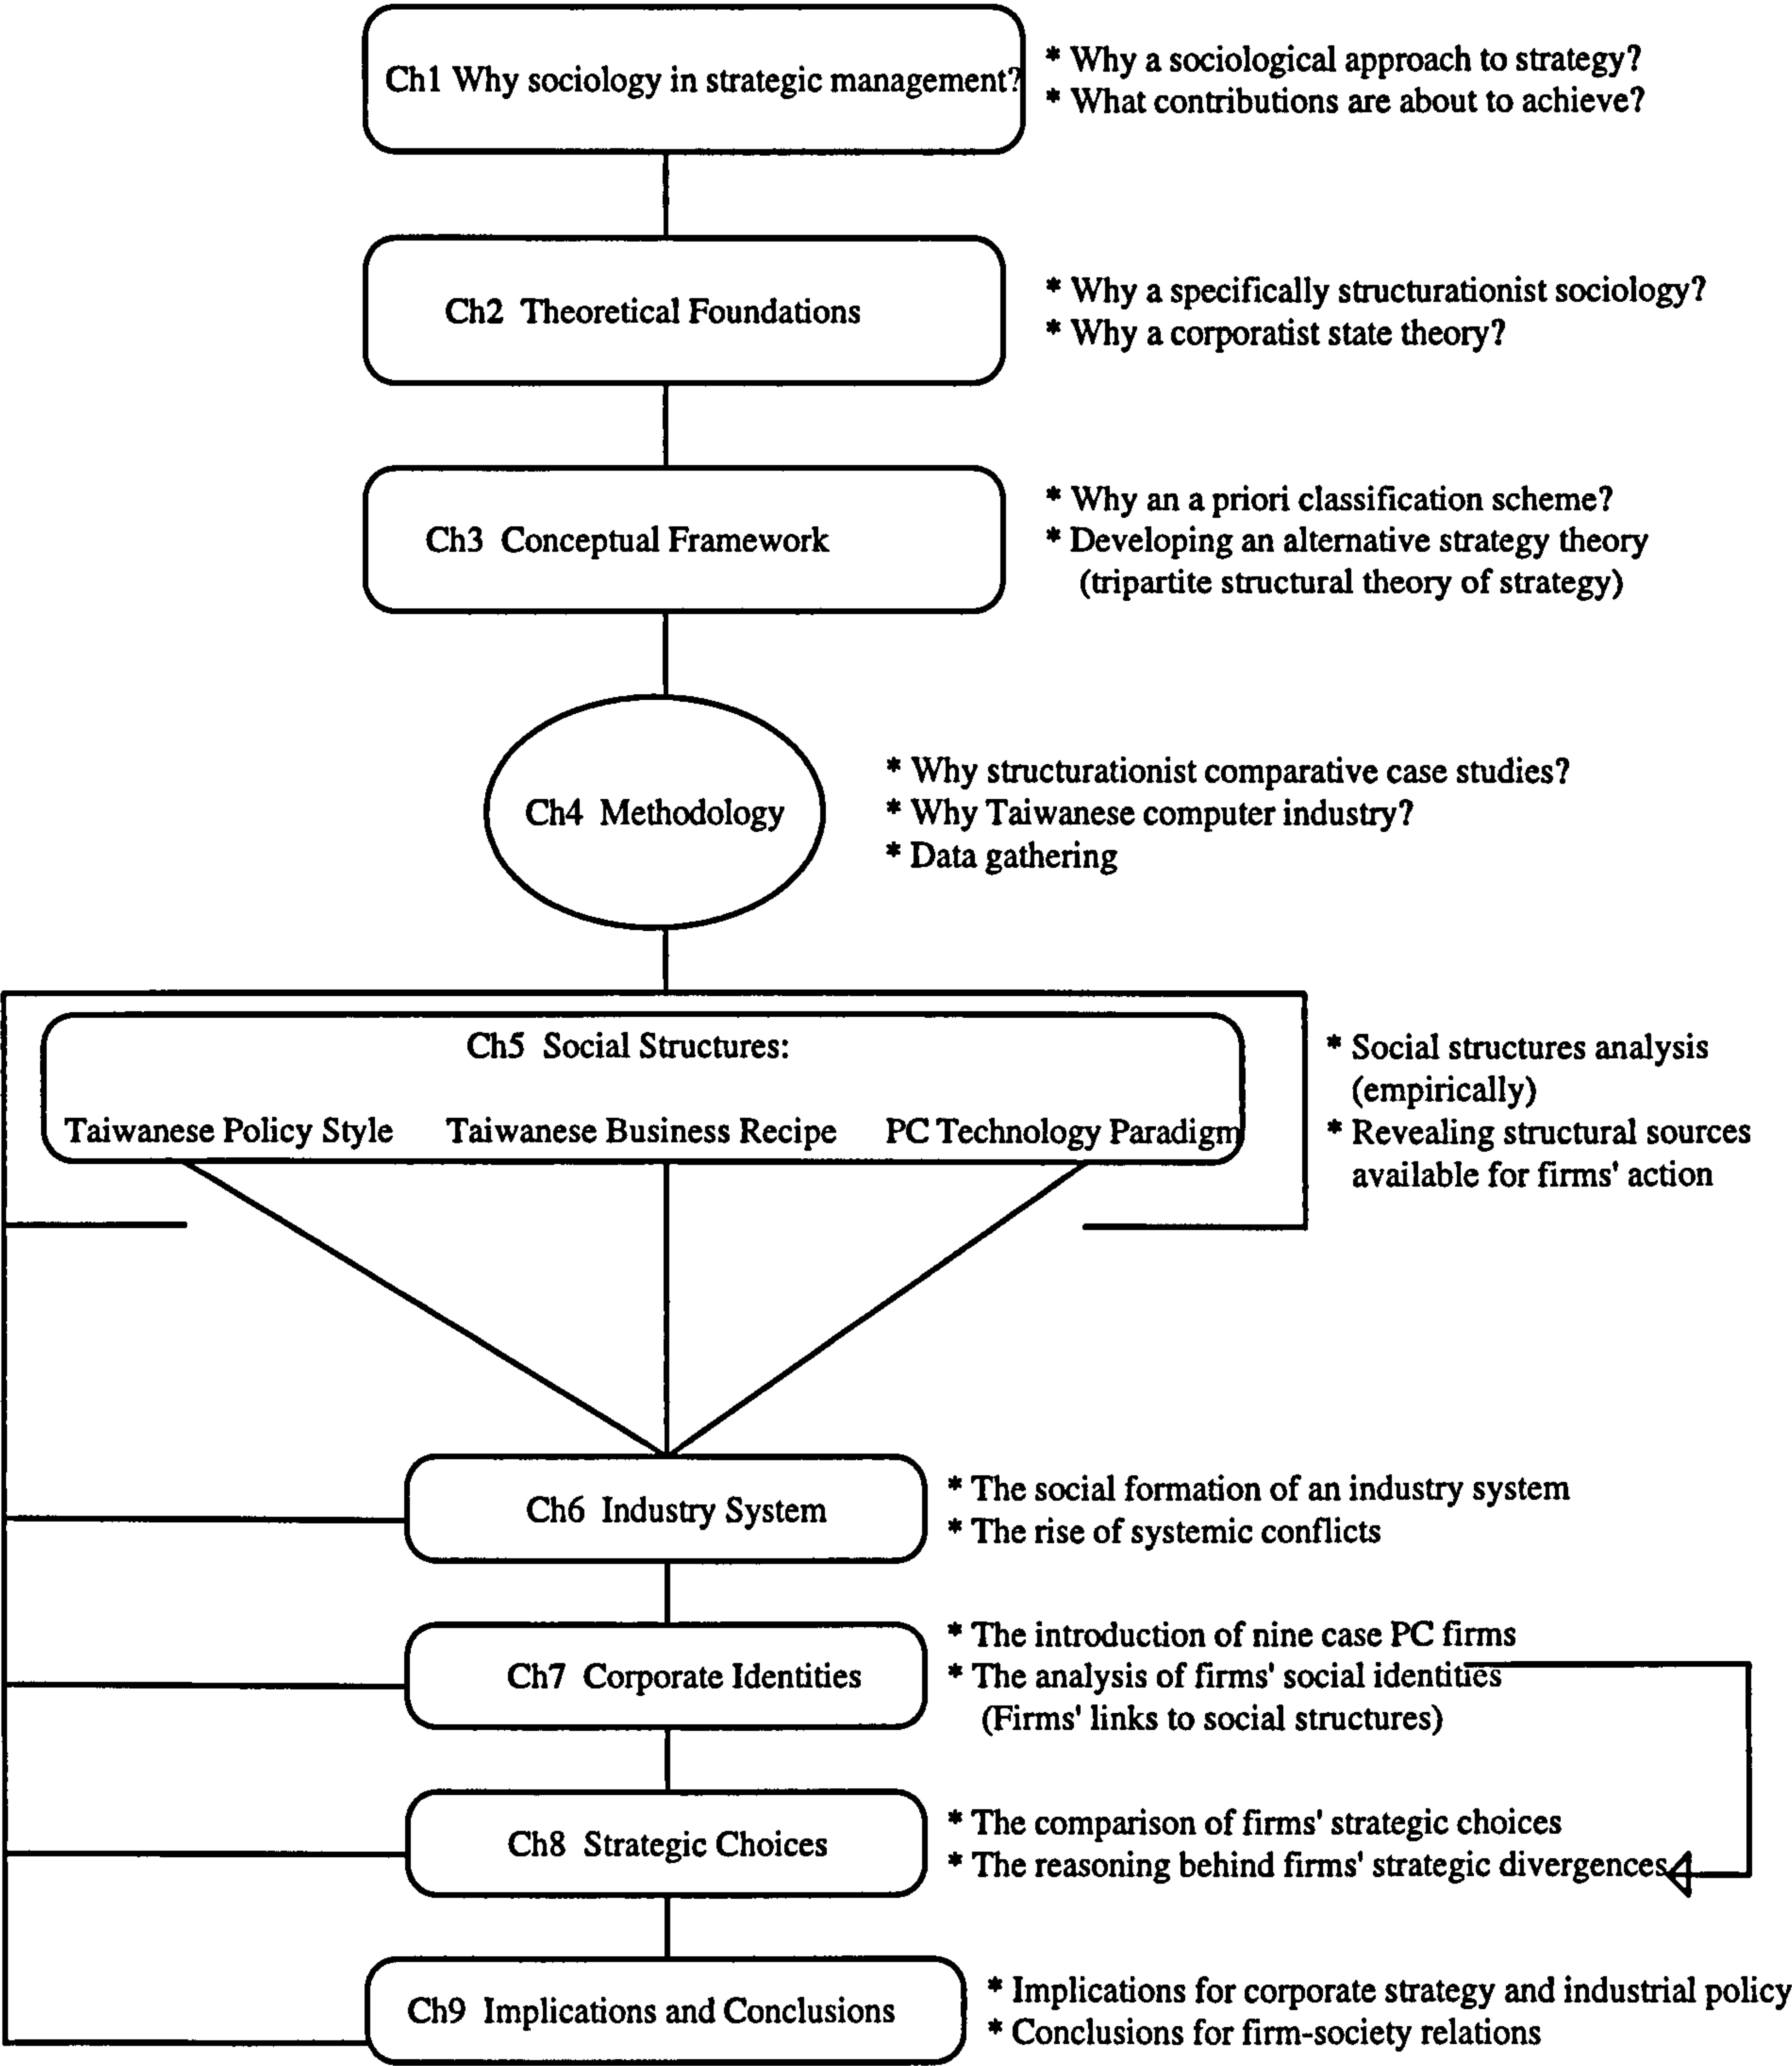 Ch1 Why sociology in strategic management?
* Why a sociological approach to strategy?
* What contributions are about to achieve?
Ch2 Theoretical Foundations
* Why a specifically structurationist sociology?
* Why a corporatist state theory?
Ch3 Conceptual Framework
* Why an a priori classification scheme?
* Developing an alternative strategy theory
(tripartite structural theory of strategy)
Ch4 Methodology
* Why structurationist comparative case studies?
* Why Taiwanese computer industry?
* Data gathering
Ch5 Social Structures:
Taiwanese Policy Style
Taiwanese Business Recipe
PC Technology Paradigm
* Social structures analysis
(empirically)
* Revealing structural sources
available for firms' action
Ch6 Industry System
* The social formation of an industry system
* The rise of systemic conflicts
Ch7 Corporate Identities
* The introduction of nine case PC firms
* The analysis of firms' social identities
(Firms' links to social structures)
Ch8 Strategic Choices
* The comparison of firms' strategic choices
* The reasoning behind firms' strategic divergences
Ch9 Implications and Conclusions
* Implications for corporate strategy and industrial policy
* Conclusions for firm-society relations